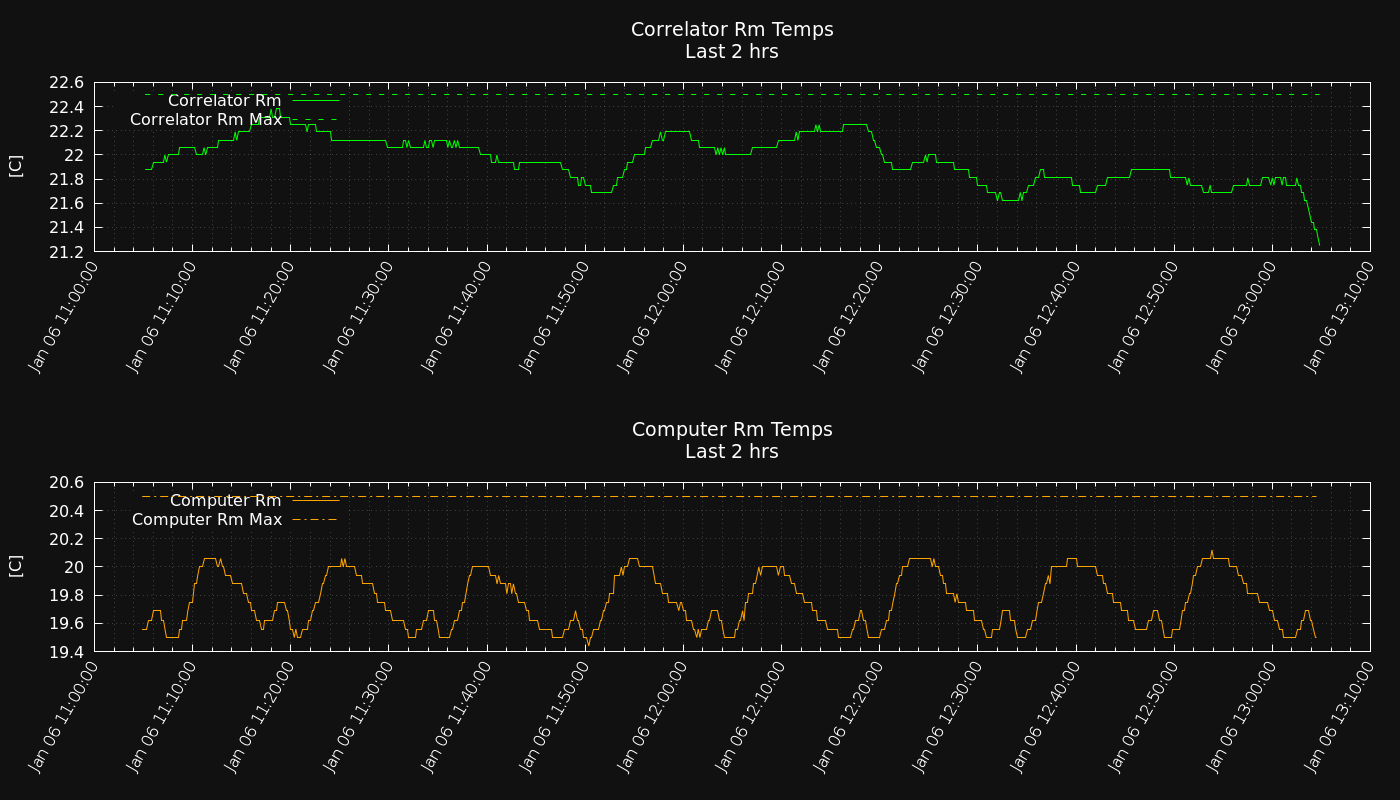 Correlator Rm Temps
Last 2 hrs
[C]
22.6
22.4
22.2
22
21.8
21.6
21.4
21.2
Correlator Rm
Correlator Rm Max
Jan 06 11:00:00
Jan 06 11:10:00
Jan 06 11:20:00
Jan 06 11:30:00
Jan 06 11:40:00
Jan 06 11:50:00
Jan 06 12:00:00
Jan 06 12:10:00
Jan 06 12:20:00
Jan 06 12:30:00
Jan 06 12:40:00
Jan 06 12:50:00
Jan 06 13:00:00
Jan 06 13:10:00
Computer Rm Temps
Last 2 hrs
[C]
20.6
20.4
20.2
20
19.8
19.6
19.4
Computer Rm
Computer Rm Max
Jan 06 11:00:00
Jan 06 11:10:00
Jan 06 11:20:00
Jan 06 11:30:00
Jan 06 11:40:00
Jan 06 11:50:00
Jan 06 12:00:00
Jan 06 12:10:00
Jan 06 12:20:00
Jan 06 12:30:00
Jan 06 12:40:00
Jan 06 12:50:00
Jan 06 13:00:00
Jan 06 13:10:00